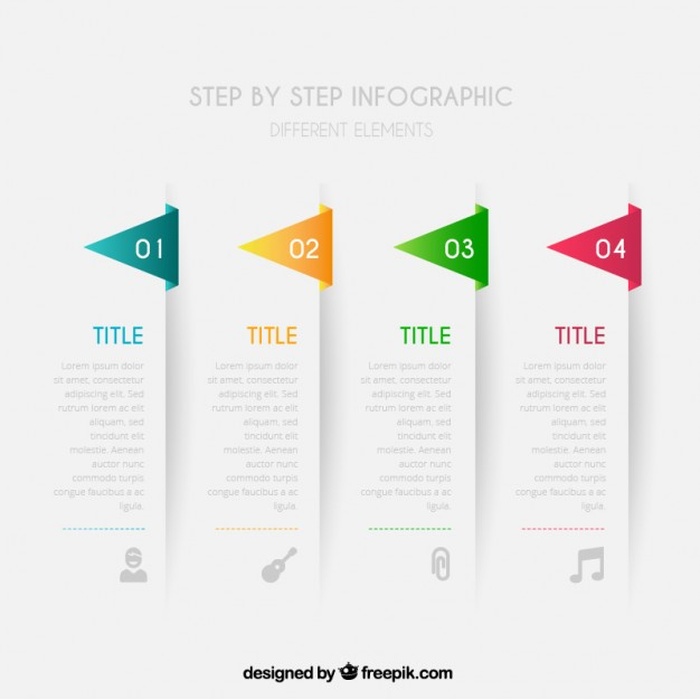 STEP BY STEP INFOGRAPHIC
DIFFERENT ELEMENTS
01
TITLE
Lorem ipsum dolor
sit amet, consectetur
adipiscing elit. Sed
rutrum lorem ac elit
aliquam, sed
tincidunt elit
molestie. Aenean
auctor nunc
commodo turpis
congue faucibus a ac
ligula.
02
TITLE
Lorem ipsum dolor
sit amet, consectetur
adipiscing elit. Sed
rutrum lorem ac elit
aliquam, sed
tincidunt elit
molestie. Aenean
auctor nunc
commodo turpis
congue faucibus a ac
ligula.
03
TITLE
Lorem ipsum dolor
sit amet, consectetur
adipiscing elit. Sed
rutrum lorem ac elit
aliquam, sed
tincidunt elit
molestie. Aenean
auctor nunc
commodo turpis
congue faucibus a ac
ligula.
04
TITLE
Lorem ipsum dolor
sit amet, consectetur
adipiscing elit. Sed
rutrum lorem ac elit
aliquam, sed
tincidunt elit
molestie. Aenean
auctor nunc
commodo turpis
congue faucibus a ac
ligula.
designed by freepik.com